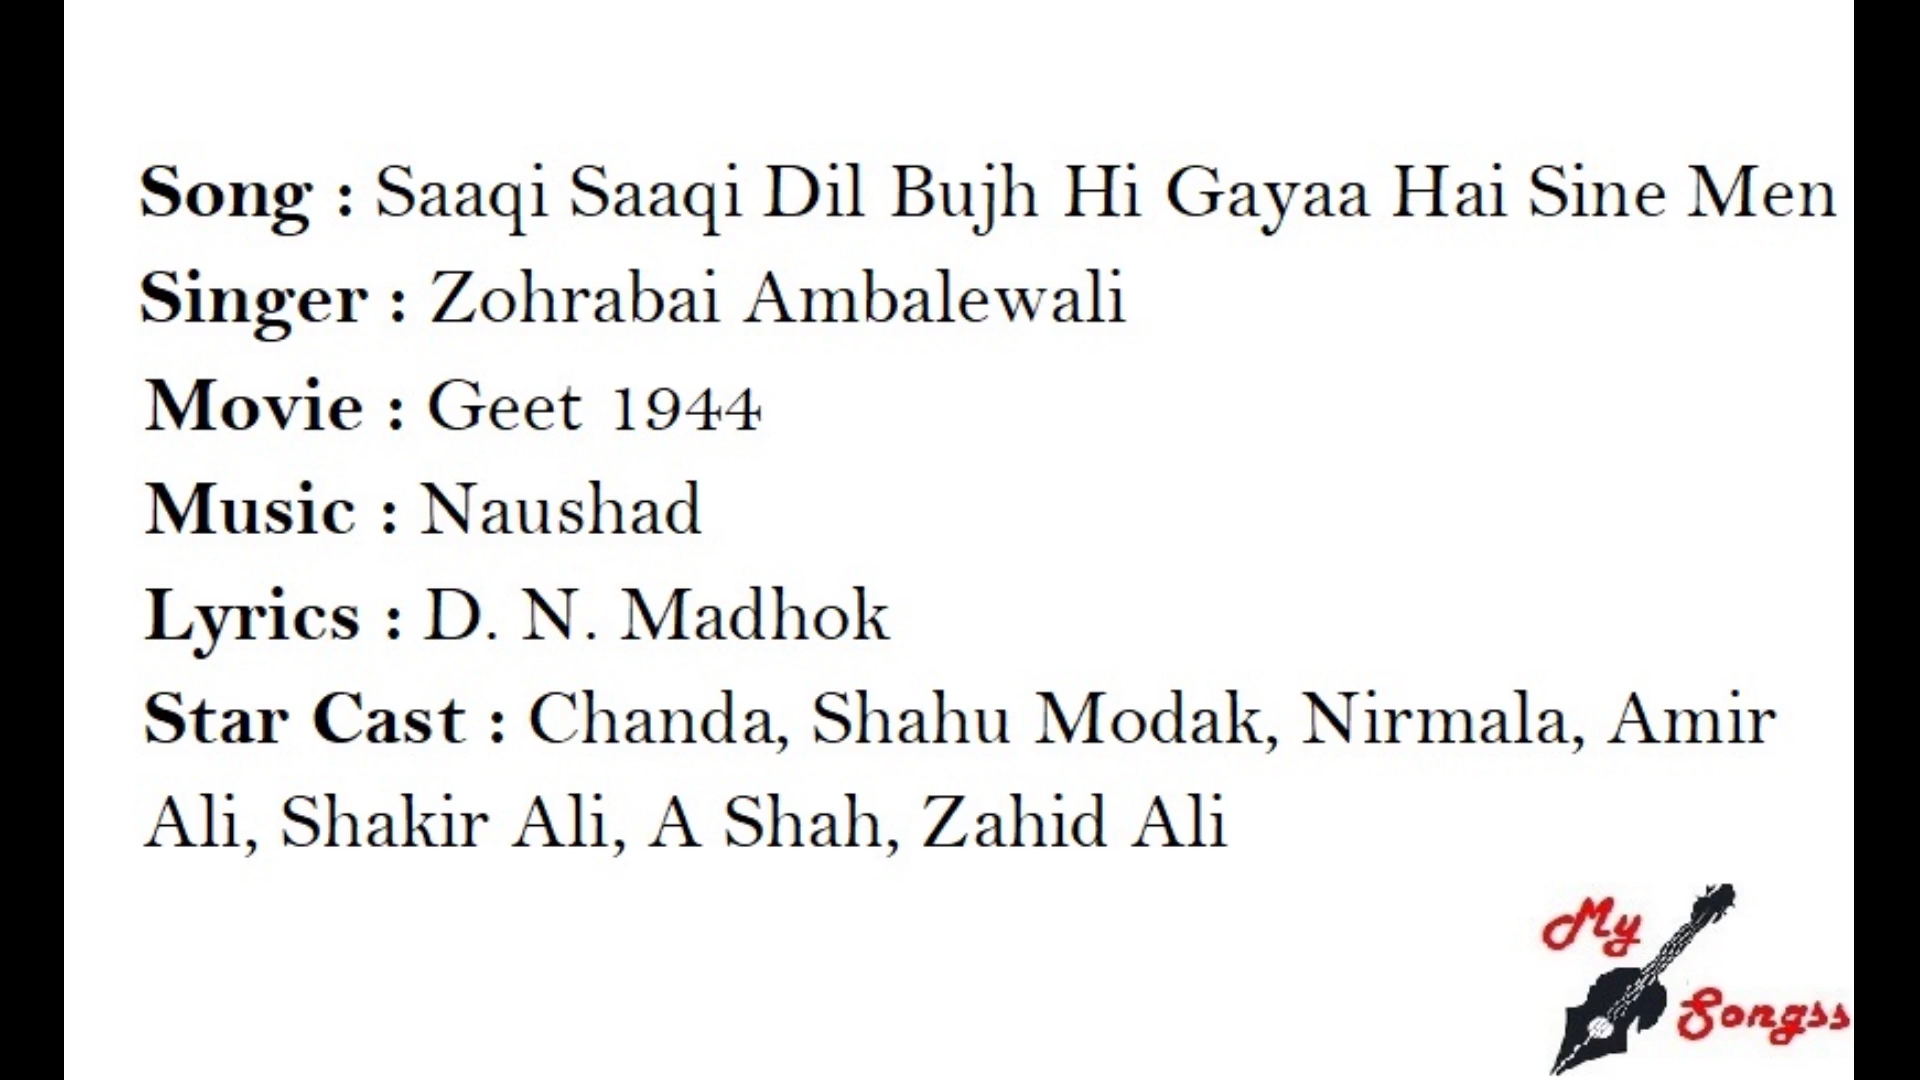 Song : Saaqi Saaqi Dil Bujh Hi Gayaa Hai Sine Men
Singer : Zohrabai Ambalewali
Movie : Geet 1944
Music : Naushad
Lyrics : D. N. Madhok
Star Cast : Chanda, Shahu Modak, Nirmala, Amir
Ali, Shakir Ali, A Shah, Zahid Ali
My
Songss